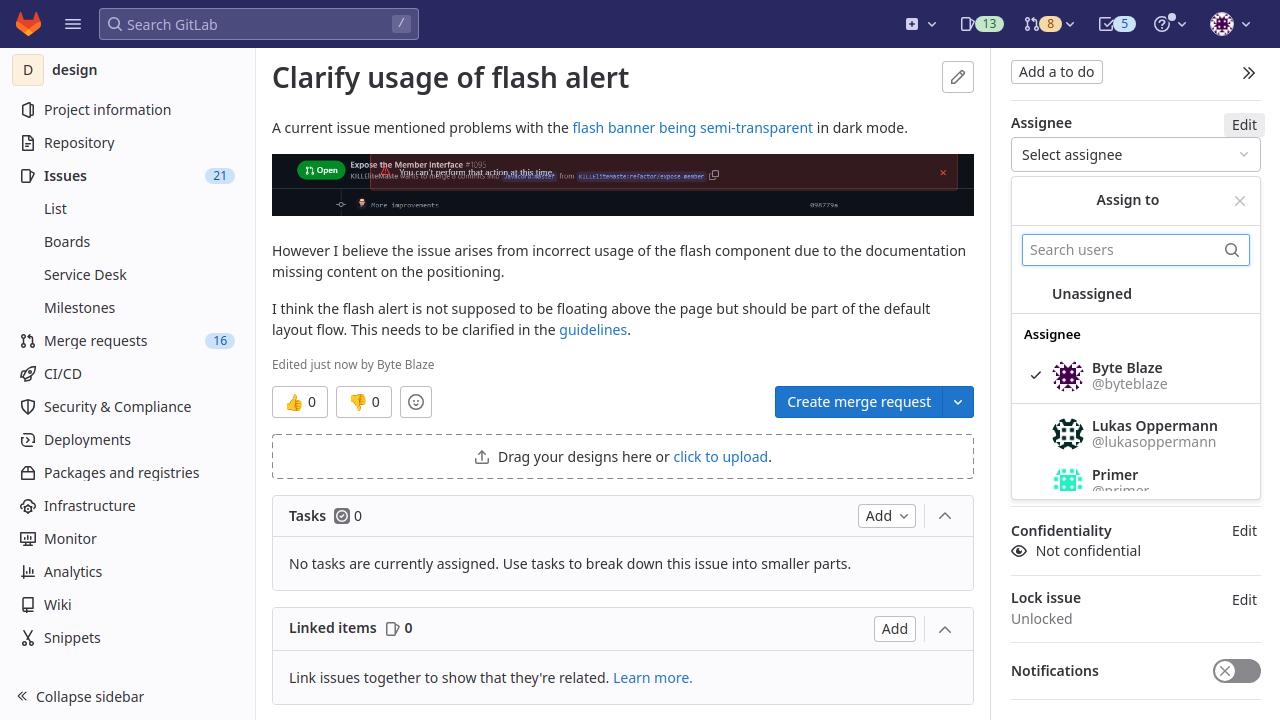 Search GitLab
/
13
8
5
D
design
Project information
Repository
Issues
21
List
Boards
Service Desk
Milestones
Merge requests
16
CI/CD
Security & Compliance
Deployments
Packages and registries
Infrastructure
Monitor
Analytics
Wiki
Snippets
Collapse sidebar
Clarify usage of flash alert
A current issue mentioned problems with the flash banner being semi-transparent in dark mode.
Open
Expose the Member Interface #1095
You can't perform that action at this time.
from KILLEliteMaste:refactor/expose-member
More improvements
098779a
However I believe the issue arises from incorrect usage of the flash component due to the documentation
missing content on the positioning.
I think the flash alert is not supposed to be floating above the page but should be part of the default
layout flow. This needs to be clarified in the guidelines.
Edited just now by Byte Blaze
👍 0
👎 0
Create merge request
Drag your designs here or click to upload.
Tasks 0
Add
No tasks are currently assigned. Use tasks to break down this issue into smaller parts.
Linked items 0
Add
Link issues together to show that they're related. Learn more.
Add a to do
Assignee
Edit
Select assignee
Assign to
Search users
Unassigned
Assignee
Byte Blaze
@byteblaze
Lukas Oppermann
@lukasoppermann
Primer
@primer
Confidentiality
Edit
Not confidential
Lock issue
Edit
Unlocked
Notifications